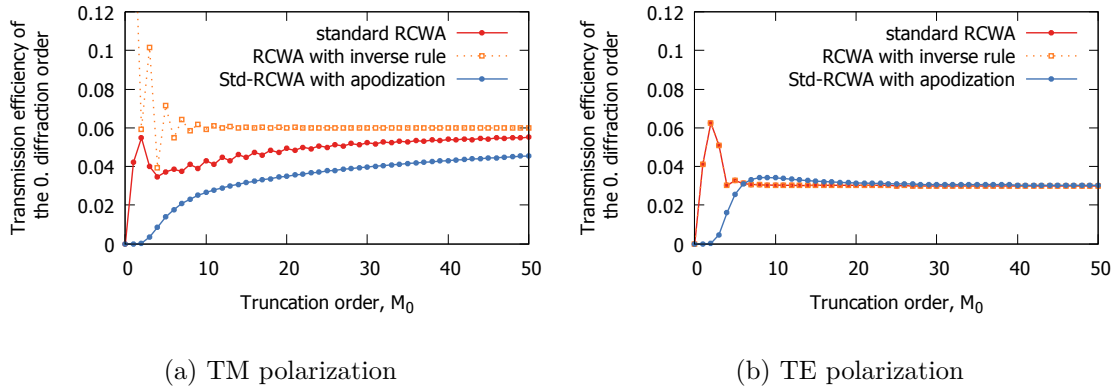 Transmission efficiency of
the 0. diffraction order
0.12
0.1
0.08
0.06
0.04
0.02
0
standard RCWA
RCWA with inverse rule
Std-RCWA with apodization
0 10 20 30 40 50
Truncation order, M0
(a) TM polarization
Transmission efficiency of
the 0. diffraction order
0.12
0.1
0.08
0.06
0.04
0.02
0
standard RCWA
RCWA with inverse rule
Std-RCWA with apodization
0 10 20 30 40 50
Truncation order, M0
(b) TE polarization